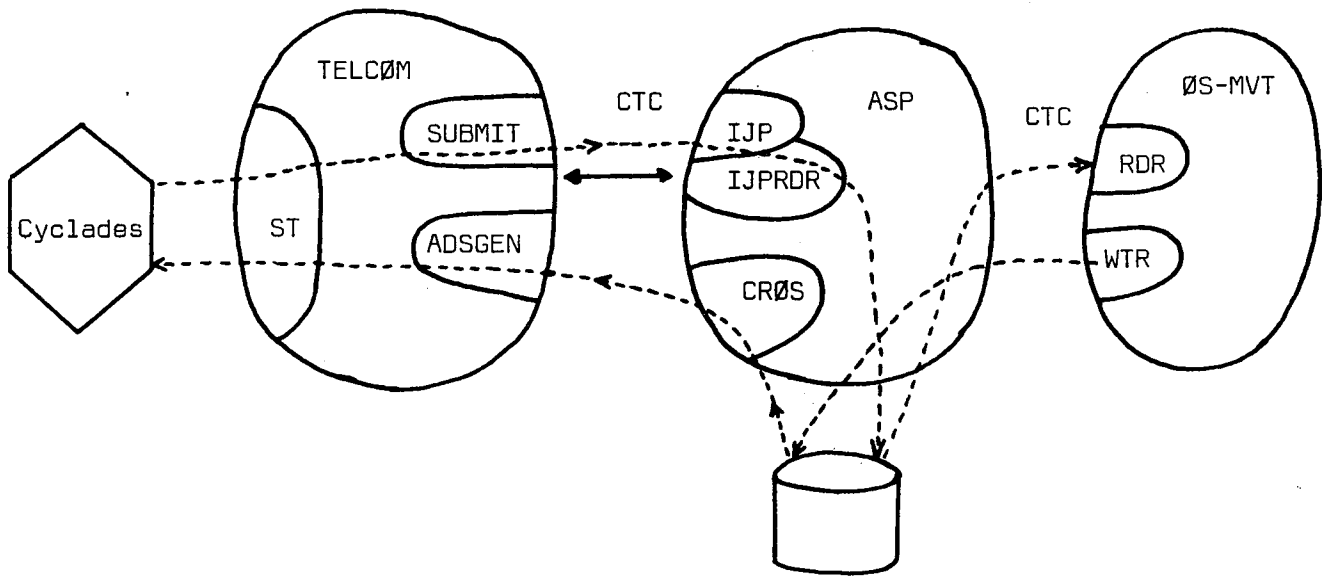 TELCØM
CTC
ASP
CTC
ØS-MVT
SUBMIT
IJP
RDR
IJPRDR
Cyclades
ST
ADSGEN
WTR
CRØS